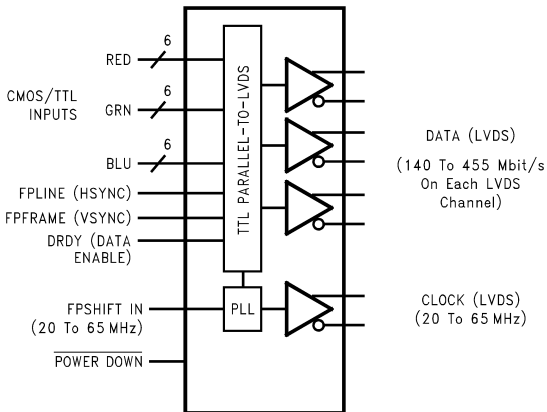 6
RED
CMOS/TTL
INPUTS
6
GRN
6
BLU
FPLINE (HSYNC)
FPFRAME (VSYNC)
DRDY (DATA
ENABLE)
FPSHIFT IN
(20 To 65 MHz)
POWER DOWN
TTL PARALLEL-TO-LVDS
PLL
DATA (LVDS)
(140 To 455 Mbit/s
On Each LVDS
Channel)
CLOCK (LVDS)
(20 To 65 MHz)